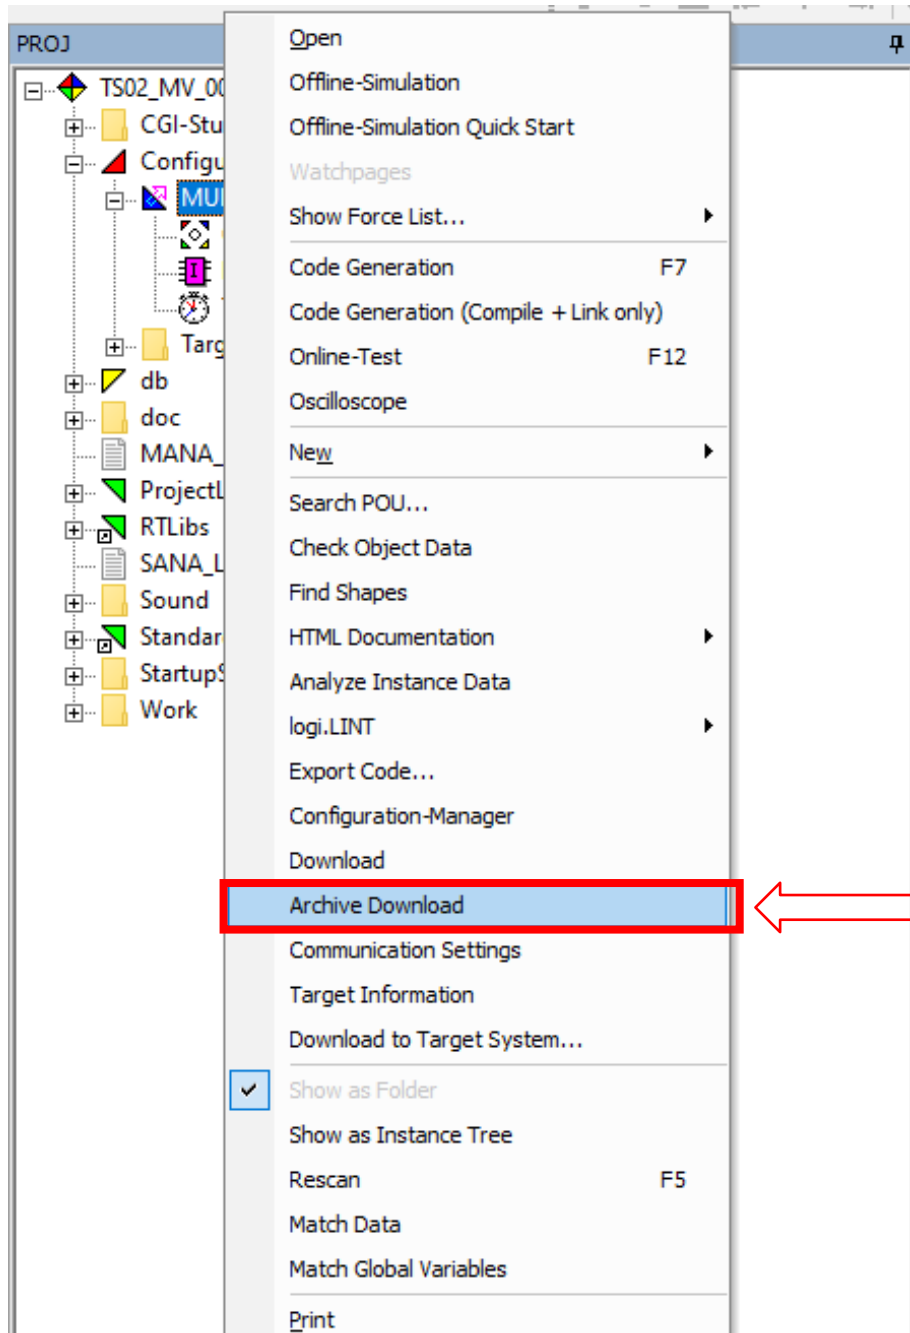 PROJ
TS02_MV_00
CGI-Stu
Configu
MUL
Targ
db
doc
MANA_
ProjectL
RTLibs
SANA_L
Sound
Standar
StartupS
Work
Open
Offline-Simulation
Offline-Simulation Quick Start
Watchpages
Show Force List...
Code Generation F7
Code Generation (Compile + Link only)
Online-Test F12
Oscilloscope
New
Search POU...
Check Object Data
Find Shapes
HTML Documentation
Analyze Instance Data
logi.LINT
Export Code...
Configuration-Manager
Download
Archive Download
Communication Settings
Target Information
Download to Target System...
Show as Folder
Show as Instance Tree
Rescan F5
Match Data
Match Global Variables
Print